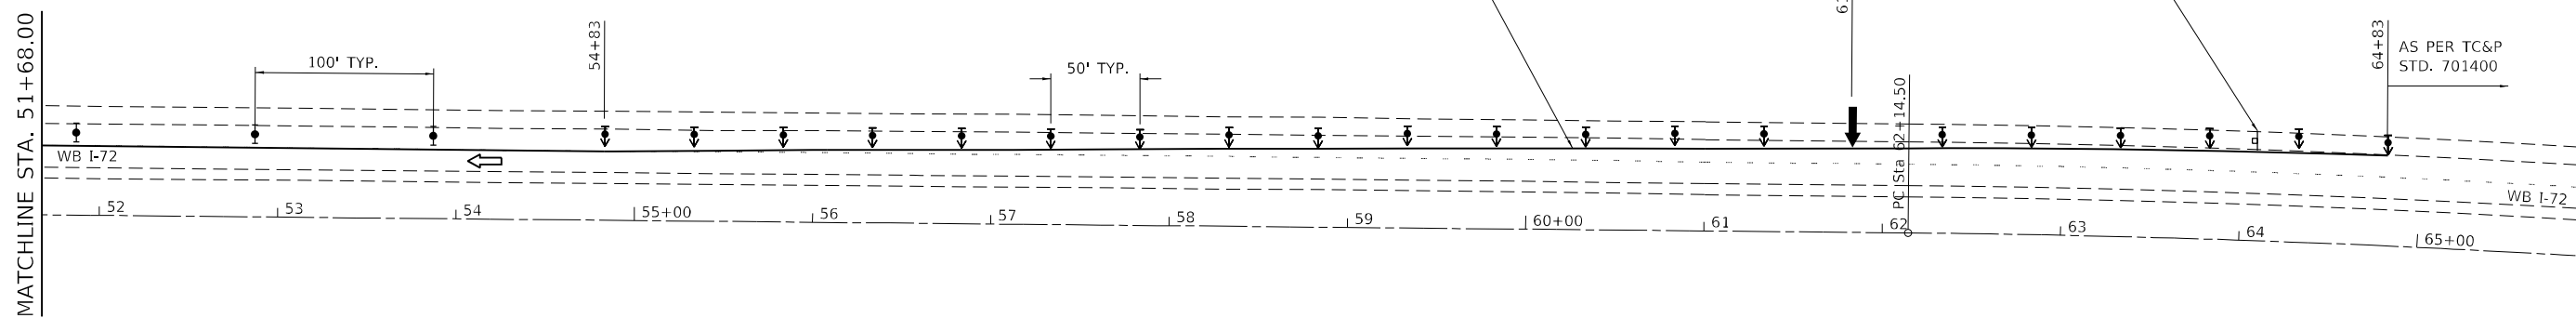 MATCHLINE STA. 51+68.00
100' TYP.
54+83
50' TYP.
61
PC Sta 62+14.50
64+83
AS PER TC&P
STD. 701400
WB I-72
WB I-72
52
53
54
55+00
56
57
58
59
60+00
61
62
63
64
65+00